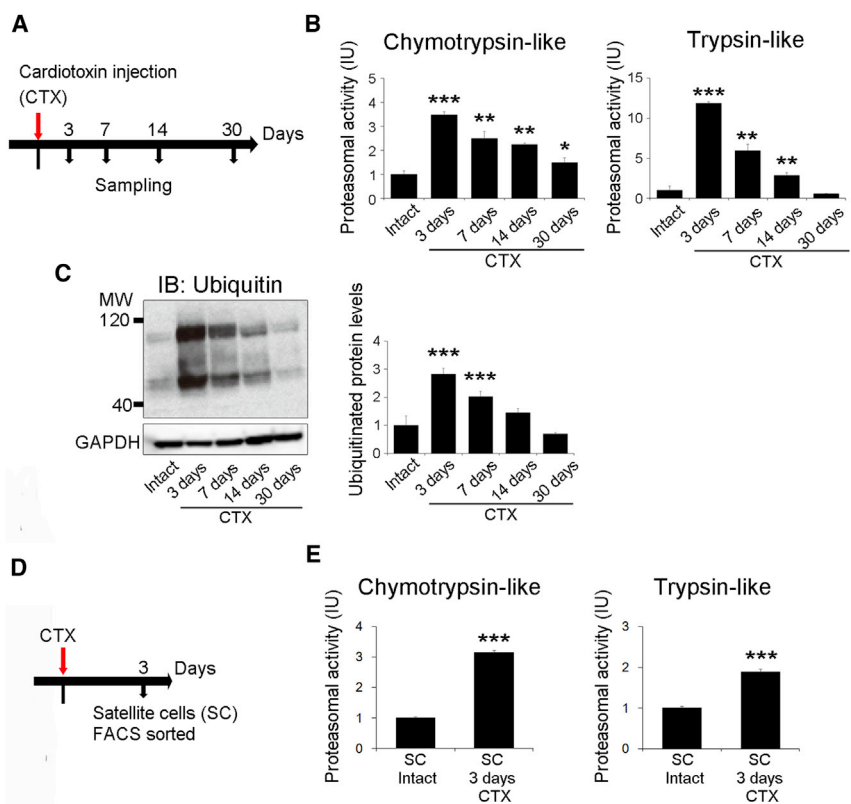 A
Cardiotoxin injection
(CTX)
3 7 14 30 Days
Sampling
B
Chymotrypsin-like
Proteasomal activity (IU)
5
4
3
2
1
0
*** ** ** *
Intact
3 days
7 days
14 days
30 days
CTX
Trypsin-like
Proteasomal activity (IU)
15
10
5
0
*** ** **
Intact
3 days
7 days
14 days
30 days
CTX
C
IB: Ubiquitin
MW
120
40
GAPDH
Intact
3 days
7 days
14 days
30 days
CTX
Ubiquitinated protein levels
4
3
2
1
0
*** ***
Intact
3 days
7 days
14 days
30 days
CTX
D
CTX
3 Days
Satellite cells (SC)
FACS sorted
E
Chymotrypsin-like
Proteasomal activity (IU)
4
3
2
1
0
***
SC
Intact
SC
3 days
CTX
Trypsin-like
Proteasomal activity (IU)
3
2
1
0
***
SC
Intact
SC
3 days
CTX